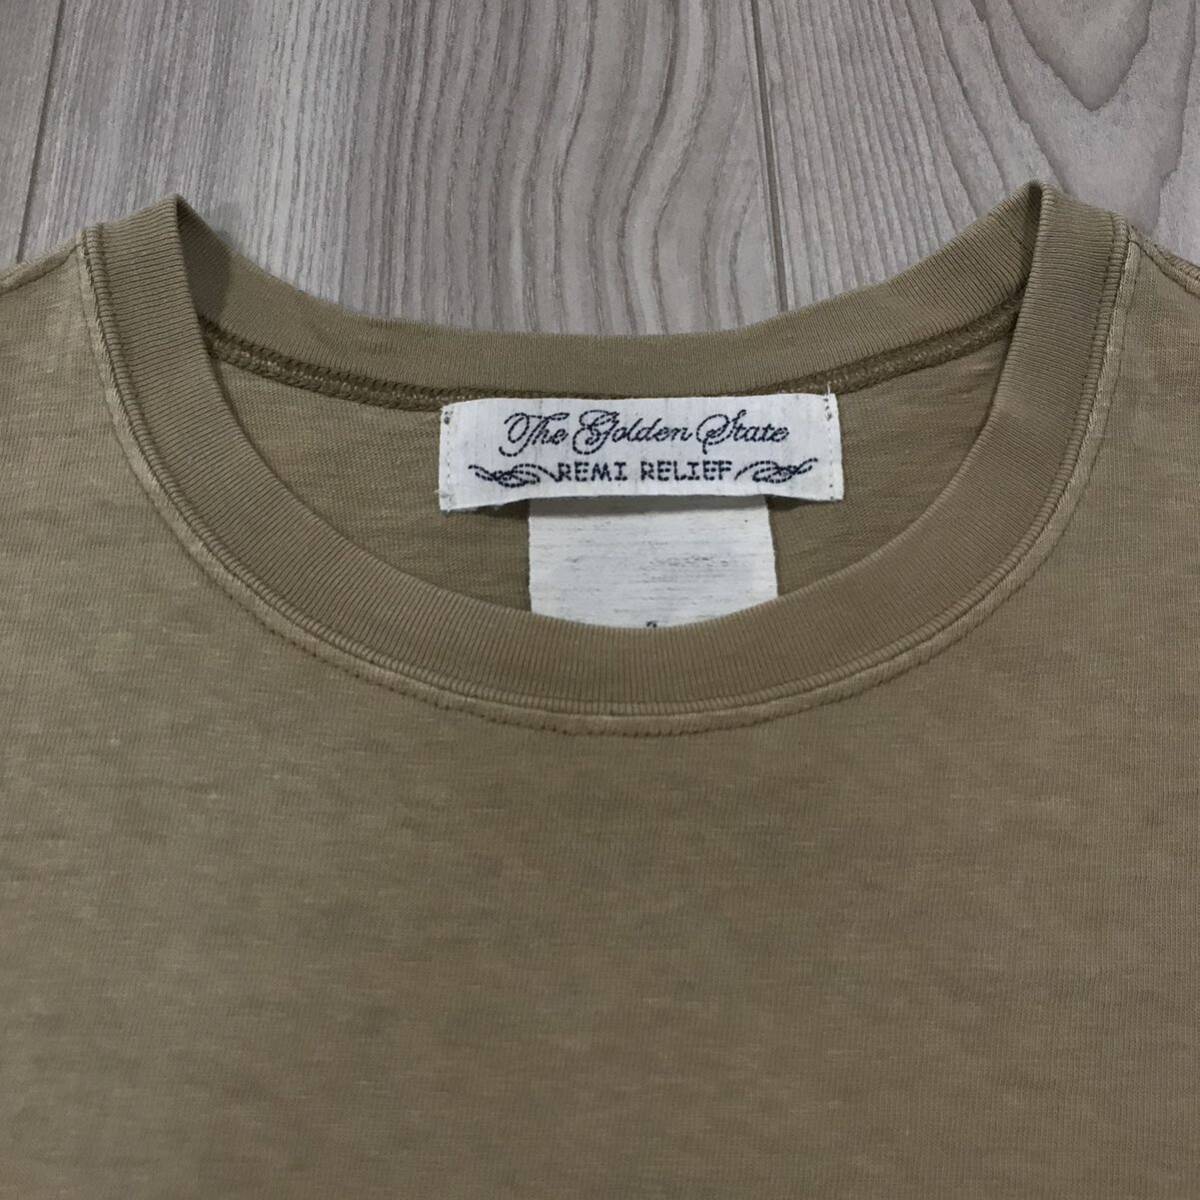 The Golden State
REMI RELIEF